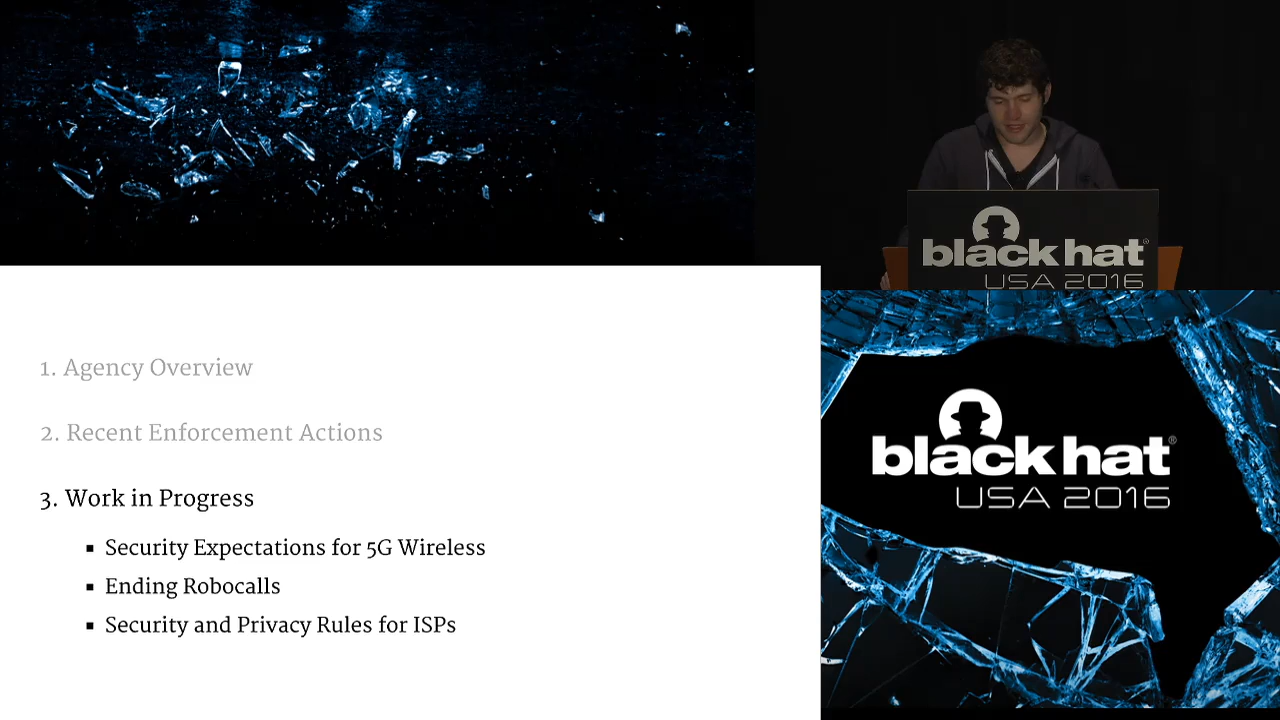 black hat®
USA 2016
1. Agency Overview
2. Recent Enforcement Actions
3. Work in Progress
▪ Security Expectations for 5G Wireless
▪ Ending Robocalls
▪ Security and Privacy Rules for ISPs
black hat®
USA 2016